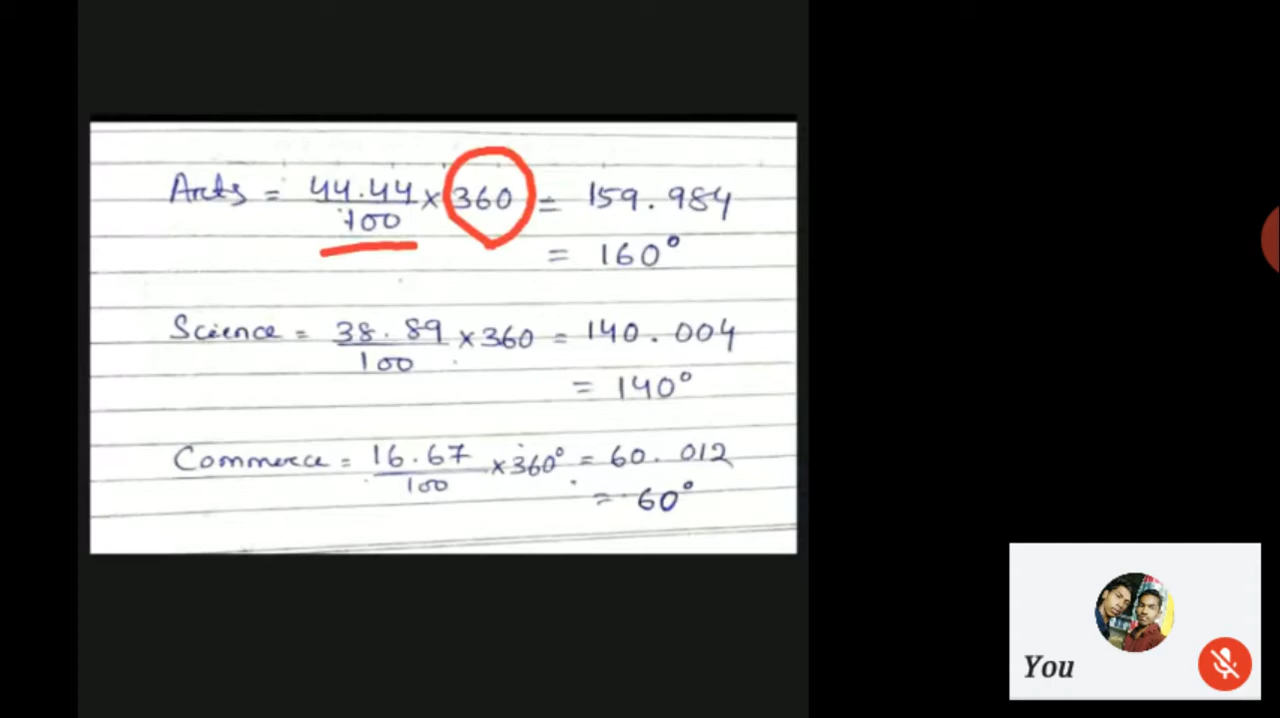 Arts = 44.44/100 × 360 = 159.984
= 160°
Science = 38.89/100 × 360 = 140.004
= 140°
Commerce = 16.67/100 × 360° = 60.012
= 60°
You